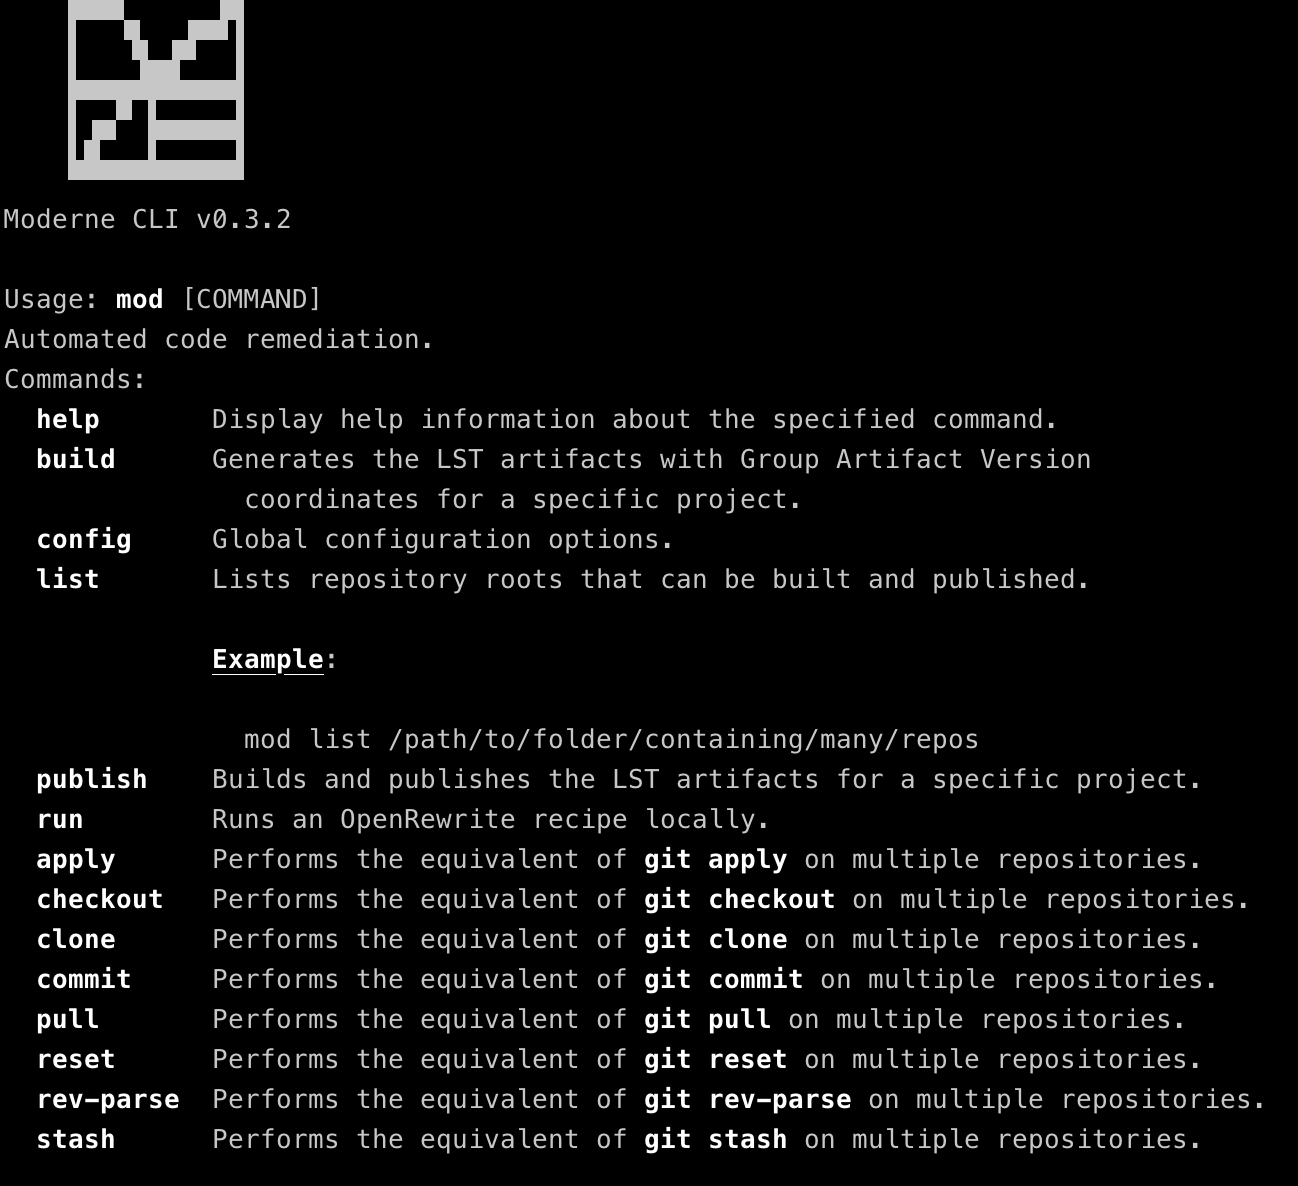 Moderne CLI v0.3.2
Usage: mod [COMMAND]
Automated code remediation.
Commands:
help Display help information about the specified command.
build Generates the LST artifacts with Group Artifact Version
coordinates for a specific project.
config Global configuration options.
list Lists repository roots that can be built and published.
Example:
mod list /path/to/folder/containing/many/repos
publish Builds and publishes the LST artifacts for a specific project.
run Runs an OpenRewrite recipe locally.
apply Performs the equivalent of git apply on multiple repositories.
checkout Performs the equivalent of git checkout on multiple repositories.
clone Performs the equivalent of git clone on multiple repositories.
commit Performs the equivalent of git commit on multiple repositories.
pull Performs the equivalent of git pull on multiple repositories.
reset Performs the equivalent of git reset on multiple repositories.
rev-parse Performs the equivalent of git rev-parse on multiple repositories.
stash Performs the equivalent of git stash on multiple repositories.